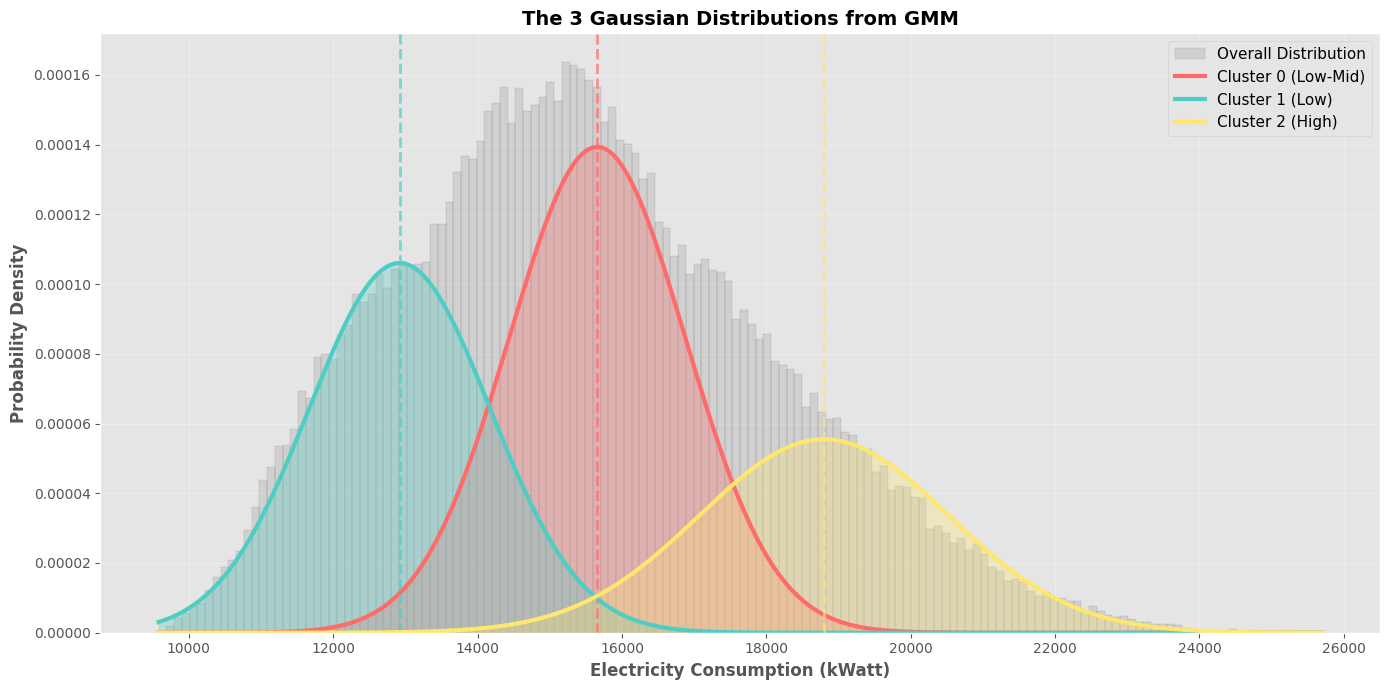 The 3 Gaussian Distributions from GMM
Overall Distribution
Cluster 0 (Low-Mid)
Cluster 1 (Low)
Cluster 2 (High)
Probability Density
0.00016
0.00014
0.00012
0.00010
0.00008
0.00006
0.00004
0.00002
0.00000
10000 12000 14000 16000 18000 20000 22000 24000 26000
Electricity Consumption (kWatt)